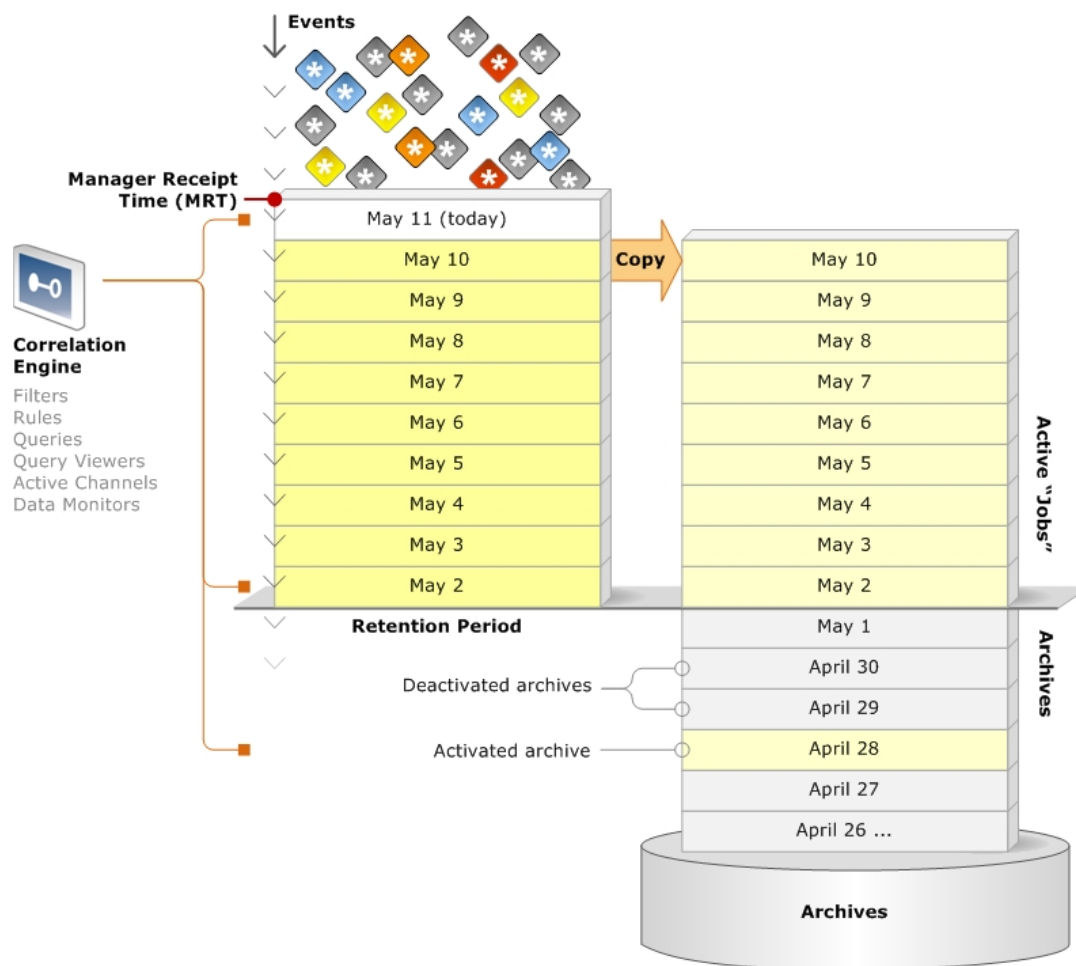 Events
Manager Receipt
Time (MRT)
Correlation
Engine
Filters
Rules
Queries
Query Viewers
Active Channels
Data Monitors
May 11 (today)
May 10
May 9
May 8
May 7
May 6
May 5
May 4
May 3
May 2
Retention Period
Copy
May 10
May 9
May 8
May 7
May 6
May 5
May 4
May 3
May 2
May 1
April 30
April 29
April 28
April 27
April 26 ...
Active “Jobs”
Archives
Deactivated archives
Activated archive
Archives